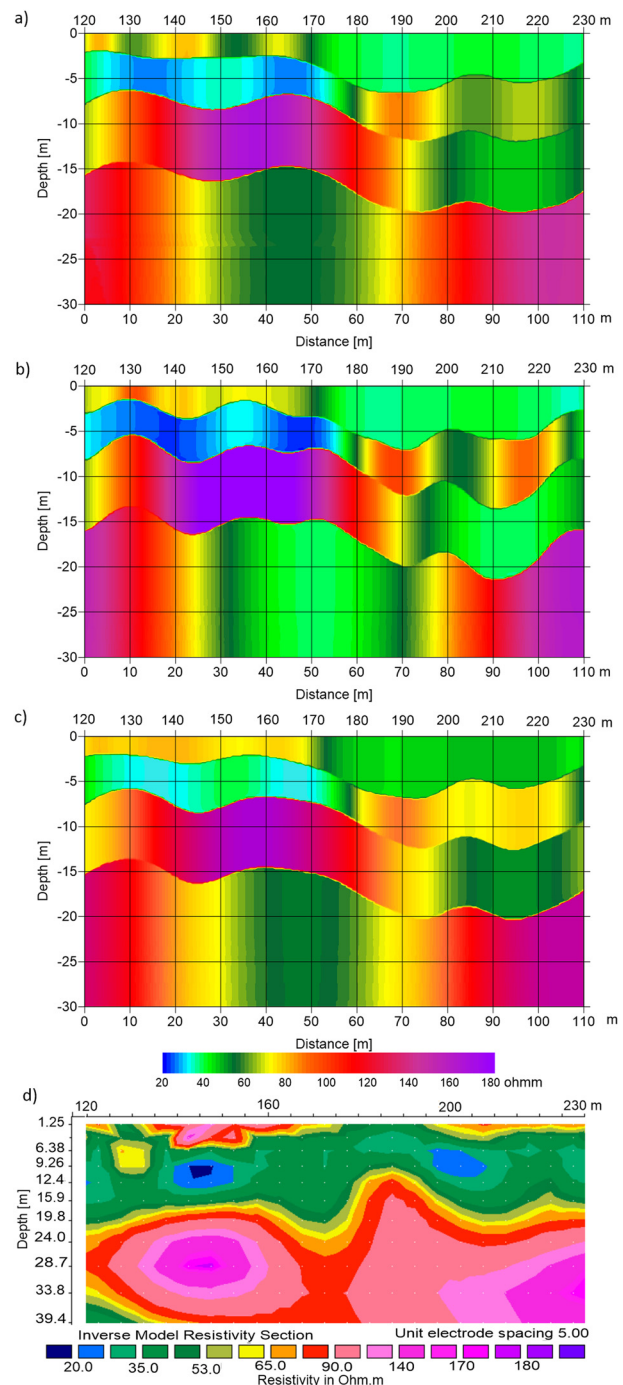 a)
120 130 140 150 160 170 180 190 200 210 220 230 m
0
-5
-10
-15
-20
-25
-30
Depth [m]
0 10 20 30 40 50 60 70 80 90 100 110 m
Distance [m]
b)
120 130 140 150 160 170 180 190 200 210 220 230 m
0
-5
-10
-15
-20
-25
-30
Depth [m]
0 10 20 30 40 50 60 70 80 90 100 110 m
Distance [m]
c)
120 130 140 150 160 170 180 190 200 210 220 230 m
0
-5
-10
-15
-20
-25
-30
Depth [m]
0 10 20 30 40 50 60 70 80 90 100 110 m
Distance [m]
20 40 60 80 100 120 140 160 180 ohmm
d)
120 160 200 230 m
1.25
6.38
9.26
12.4
15.9
19.8
24.0
28.7
33.8
39.4
Depth [m]
Inverse Model Resistivity Section Unit electrode spacing 5.00
20.0 35.0 53.0 65.0 90.0 140 170 180
Resistivity in Ohm.m